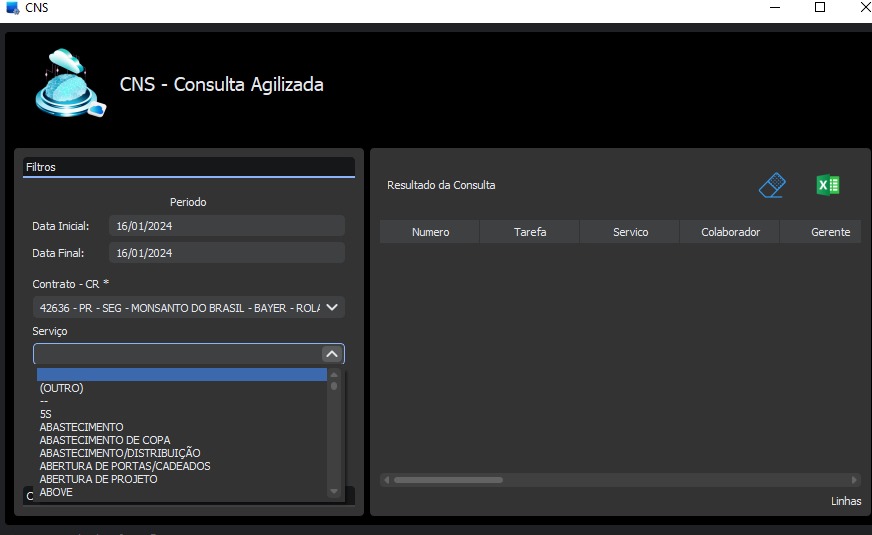 CNS
CNS - Consulta Agilizada
Filtros
Periodo
Data Inicial: 16/01/2024
Data Final: 16/01/2024
Contrato - CR *
42636 - PR - SEG - MONSANTO DO BRASIL - BAYER - ROLA
Serviço
(OUTRO)
--
5S
ABASTECIMENTO
ABASTECIMENTO DE COPA
ABASTECIMENTO/DISTRIBUIÇÃO
ABERTURA DE PORTAS/CADEADOS
ABERTURA DE PROJETO
ABOVE
Resultado da Consulta
Numero Tarefa Servico Colaborador Gerente
Linhas